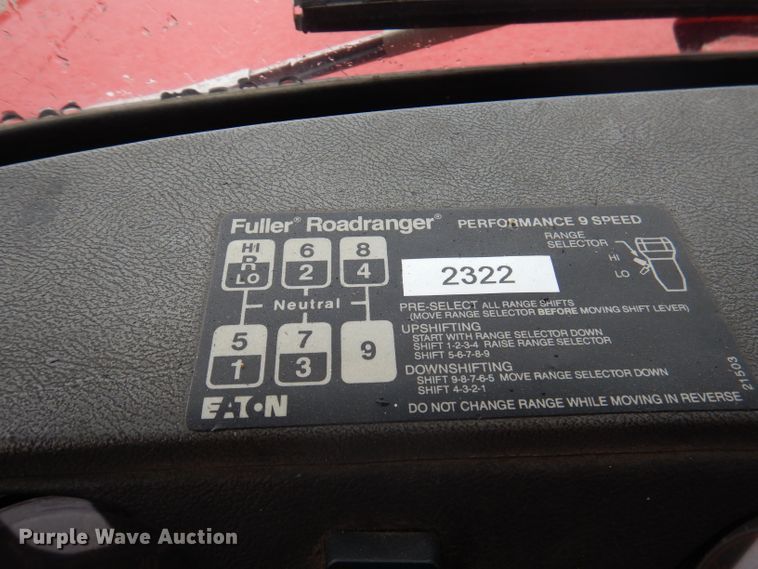 Fuller® Roadranger® PERFORMANCE 9 SPEED
RANGE
SELECTOR
HI
LO
HI
R
LO
6
2
8
4
Neutral
5
1
7
3
9
2322
PRE-SELECT ALL RANGE SHIFTS
(MOVE RANGE SELECTOR BEFORE MOVING SHIFT LEVER)
UPSHIFTING
START WITH RANGE SELECTOR DOWN
SHIFT 1-2-3-4 RAISE RANGE SELECTOR
SHIFT 5-6-7-8-9
DOWNSHIFTING
SHIFT 9-8-7-6-5 MOVE RANGE SELECTOR DOWN
SHIFT 4-3-2-1
EATON
DO NOT CHANGE RANGE WHILE MOVING IN REVERSE
21503
Purple Wave Auction